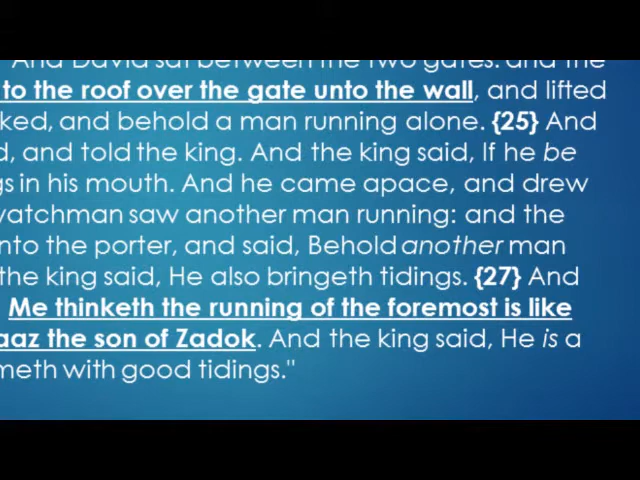 And David sat between the two gates: and the
to the roof over the gate unto the wall, and lifted
ked, and behold a man running alone. {25} And
d, and told the king. And the king said, If he be
gs in his mouth. And he came apace, and drew
watchman saw another man running: and the
nto the porter, and said, Behold another man
the king said, He also bringeth tidings. {27} And
Me thinketh the running of the foremost is like
aaz the son of Zadok. And the king said, He is a
meth with good tidings."